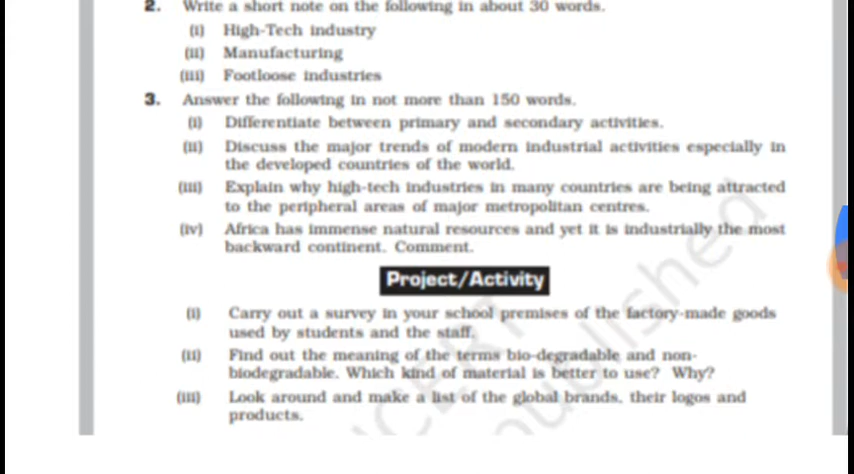 2. Write a short note on the following in about 30 words.
(i) High-Tech industry
(ii) Manufacturing
(iii) Footloose industries
3. Answer the following in not more than 150 words.
(i) Differentiate between primary and secondary activities.
(ii) Discuss the major trends of modern industrial activities especially in
the developed countries of the world.
(iii) Explain why high-tech industries in many countries are being attracted
to the peripheral areas of major metropolitan centres.
(iv) Africa has immense natural resources and yet it is industrially the most
backward continent. Comment.
Project/Activity
(i) Carry out a survey in your school premises of the factory-made goods
used by students and the staff.
(ii) Find out the meaning of the terms bio-degradable and non-
biodegradable. Which kind of material is better to use? Why?
(iii) Look around and make a list of the global brands, their logos and
products.
NCERT
published